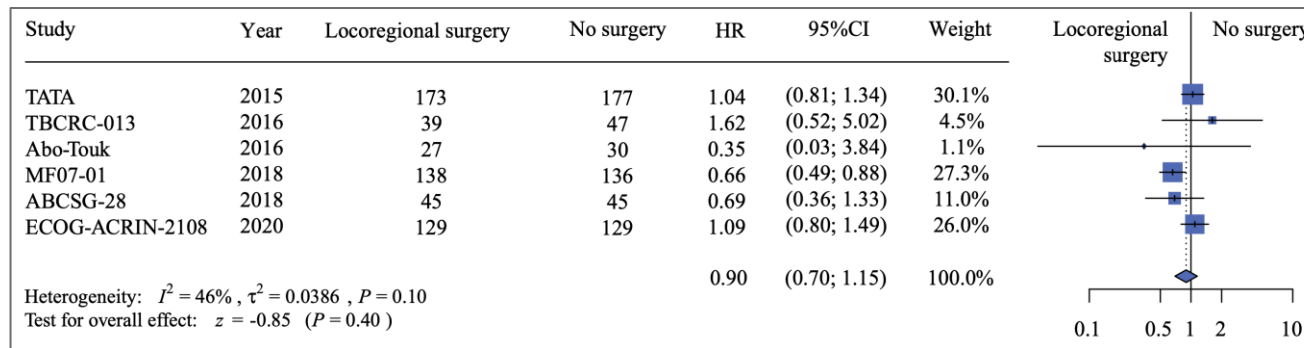 Study Year Locoregional surgery No surgery HR 95%CI Weight Locoregional surgery No surgery
TATA 2015 173 177 1.04 (0.81; 1.34) 30.1%
TBCRC-013 2016 39 47 1.62 (0.52; 5.02) 4.5%
Abo-Touk 2016 27 30 0.35 (0.03; 3.84) 1.1%
MF07-01 2018 138 136 0.66 (0.49; 0.88) 27.3%
ABCSG-28 2018 45 45 0.69 (0.36; 1.33) 11.0%
ECOG-ACRIN-2108 2020 129 129 1.09 (0.80; 1.49) 26.0%
0.90 (0.70; 1.15) 100.0%
Heterogeneity: I² = 46% , τ² = 0.0386 , P = 0.10
Test for overall effect: z = -0.85 (P = 0.40 )
0.1 0.5 1 2 10